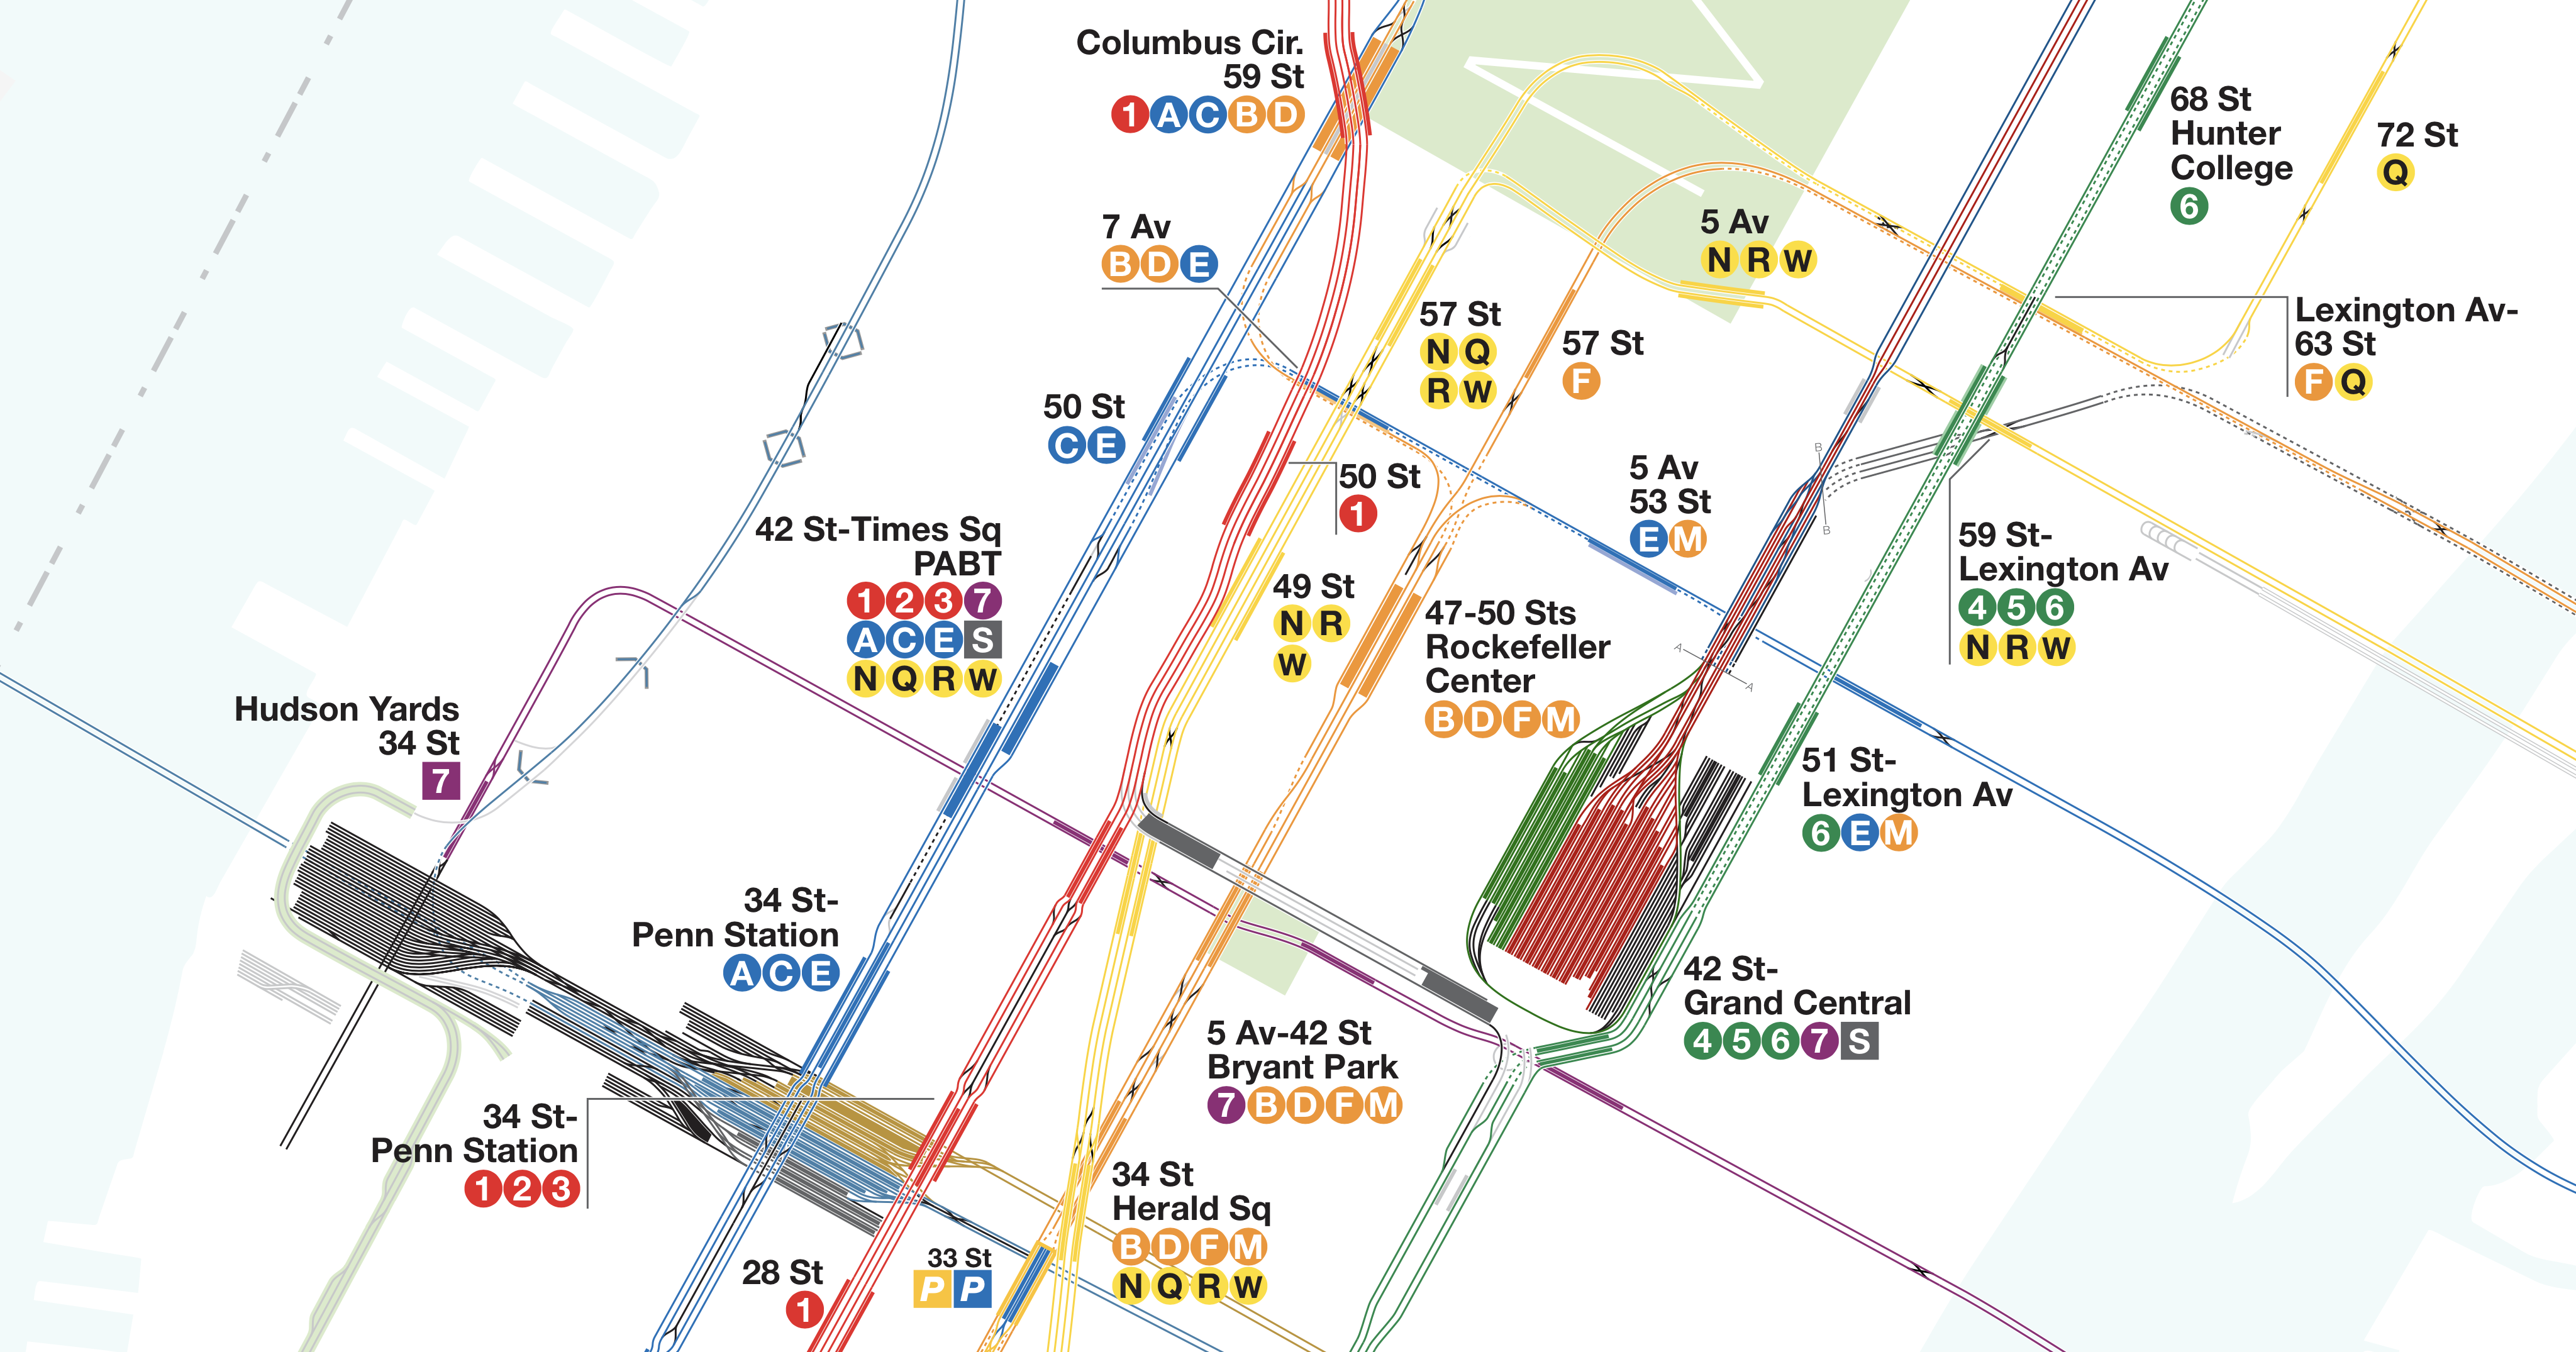 Columbus Cir.
59 St
1 A C B D
68 St
Hunter
College
6
72 St
Q
7 Av
B D E
5 Av
N R W
57 St
N Q
R W
57 St
F
Lexington Av-
63 St
F Q
50 St
C E
50 St
1
5 Av
53 St
E M
B
B
42 St-Times Sq
PABT
1 2 3 7
A C E S
N Q R W
49 St
N R
W
47-50 Sts
Rockefeller
Center
B D F M
59 St-
Lexington Av
4 5 6
N R W
A
A
Hudson Yards
34 St
7
51 St-
Lexington Av
6 E M
34 St-
Penn Station
A C E
42 St-
Grand Central
4 5 6 7 S
5 Av-42 St
Bryant Park
7 B D F M
34 St-
Penn Station
1 2 3
34 St
Herald Sq
B D F M
N Q R W
28 St
1
33 St
P P